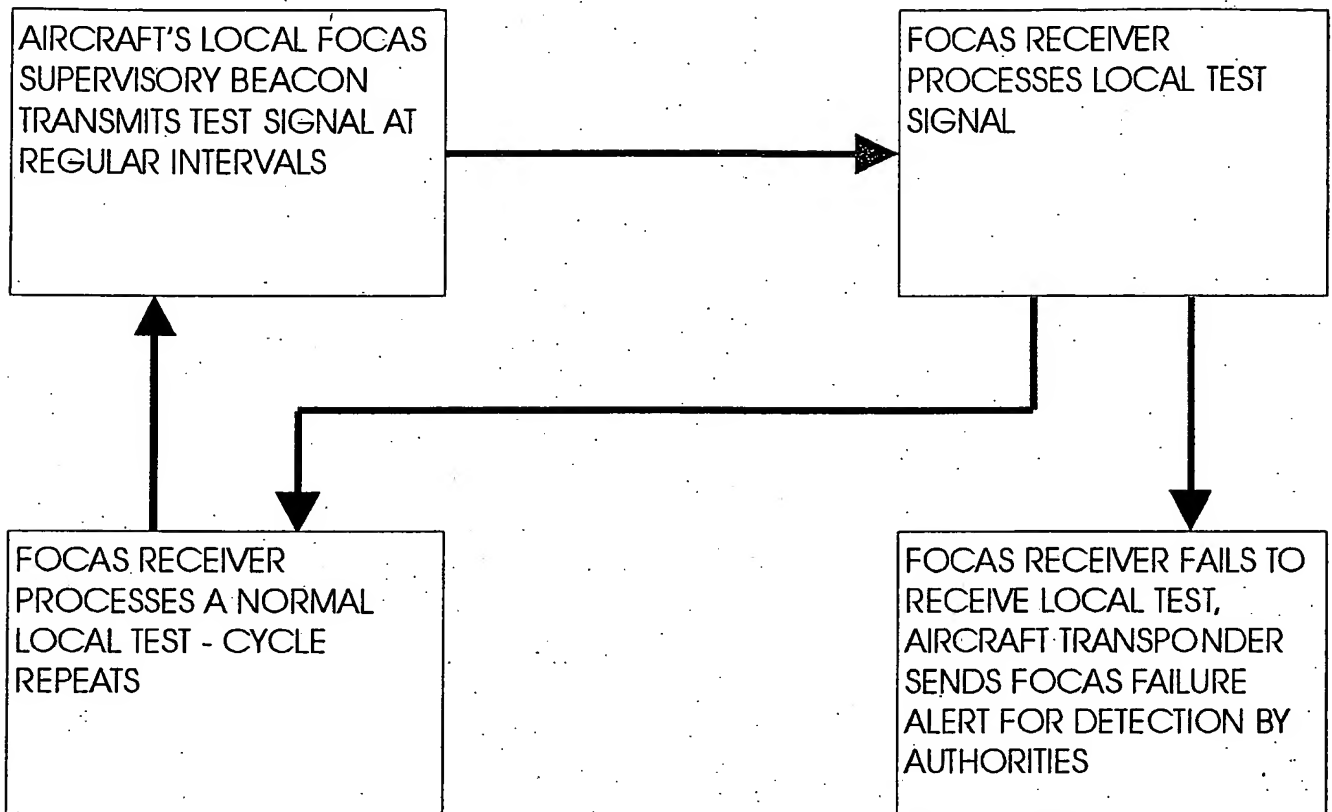 AIRCRAFT'S LOCAL FOCAS
SUPERVISORY BEACON
TRANSMITS TEST SIGNAL AT
REGULAR INTERVALS
FOCAS RECEIVER
PROCESSES LOCAL TEST
SIGNAL
FOCAS RECEIVER
PROCESSES A NORMAL
LOCAL TEST - CYCLE
REPEATS
FOCAS RECEIVER FAILS TO
RECEIVE LOCAL TEST,
AIRCRAFT TRANSPONDER
SENDS FOCAS FAILURE
ALERT FOR DETECTION BY
AUTHORITIES